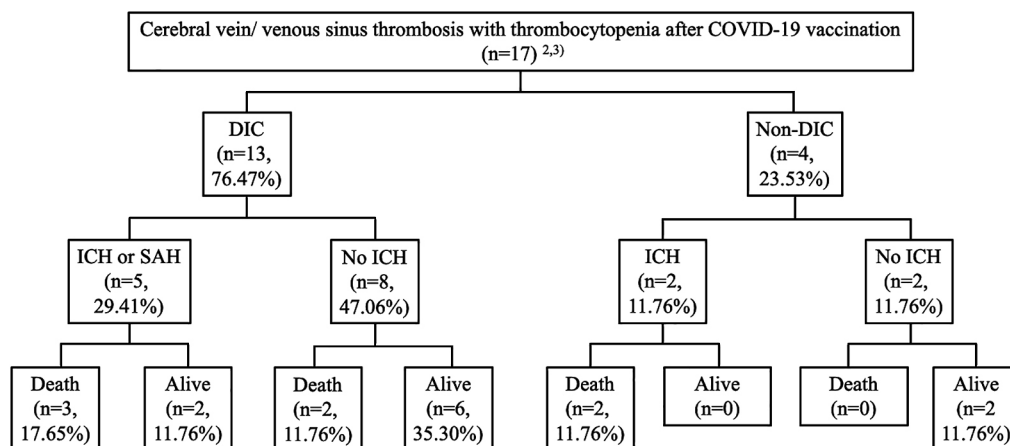 Cerebral vein/ venous sinus thrombosis with thrombocytopenia after COVID-19 vaccination
(n=17) 2,3)
DIC
(n=13,
76.47%)
Non-DIC
(n=4,
23.53%)
ICH or SAH
(n=5,
29.41%)
No ICH
(n=8,
47.06%)
ICH
(n=2,
11.76%)
No ICH
(n=2,
11.76%)
Death
(n=3,
17.65%)
Alive
(n=2,
11.76%)
Death
(n=2,
11.76%)
Alive
(n=6,
35.30%)
Death
(n=2,
11.76%)
Alive
(n=0)
Death
(n=0)
Alive
(n=2
11.76%)